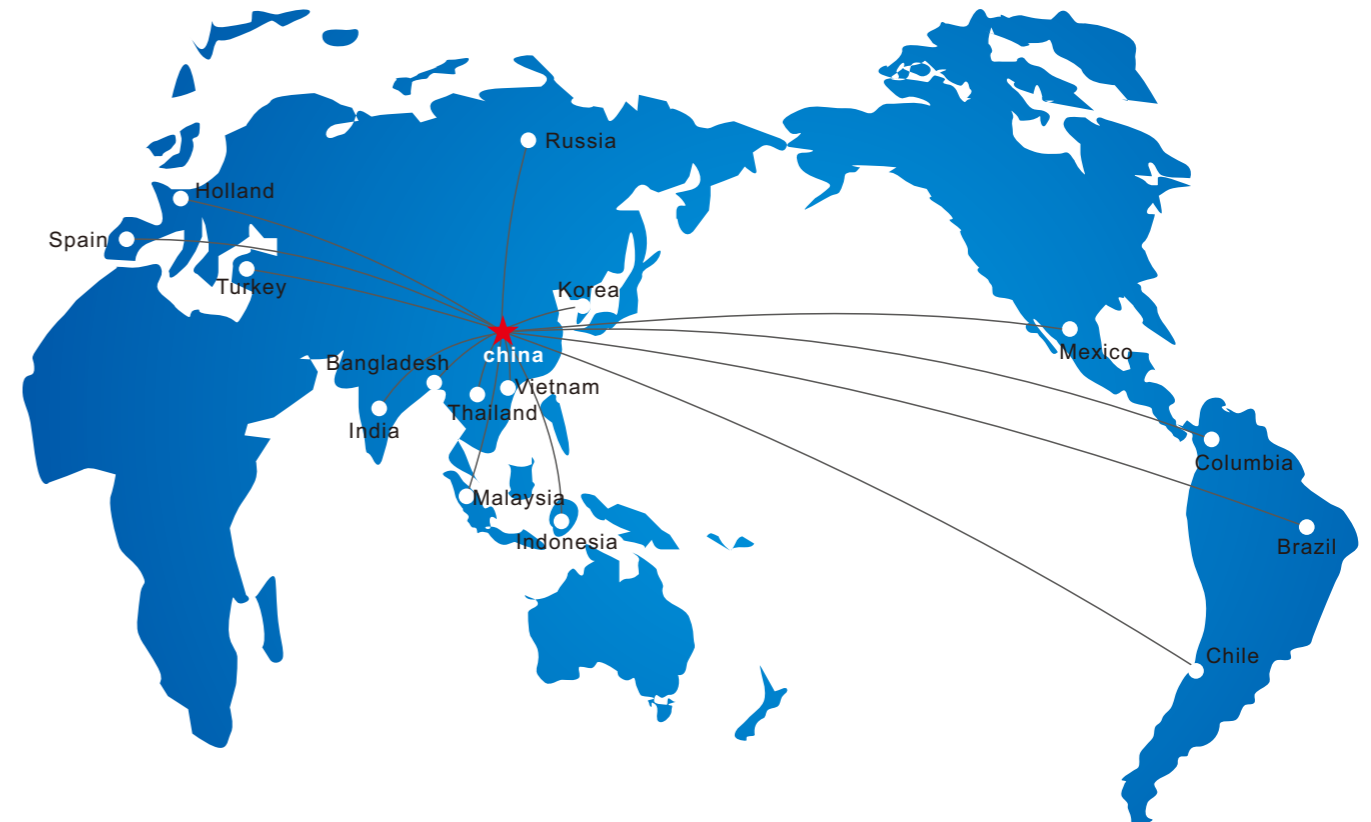 Russia
Holland
Spain
Turkey
Korea
china
Mexico
Bangladesh
Vietnam
Thailand
India
Columbia
Malaysia
Indonesia
Brazil
Chile